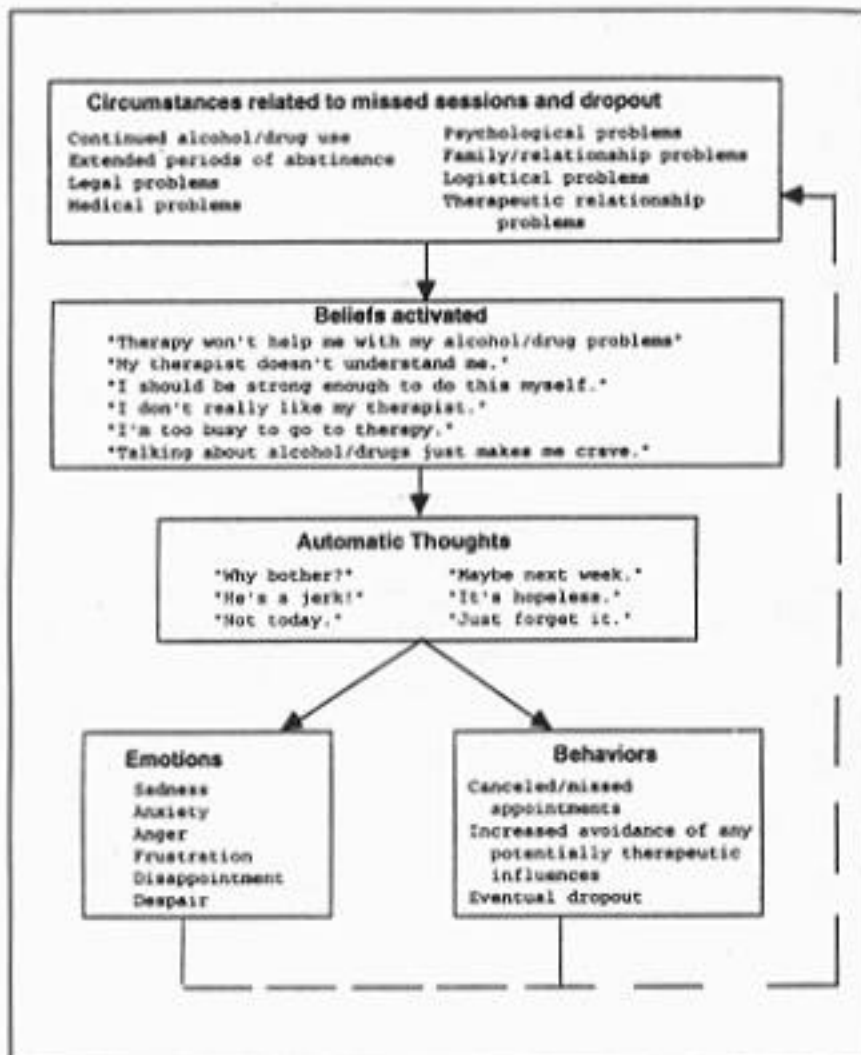 Circumstances related to missed sessions and dropout
Continued alcohol/drug use
Extended periods of abstinence
Legal problems
Medical problems
Psychological problems
Family/relationship problems
Logistical problems
Therapeutic relationship
problems
Beliefs activated
"Therapy won't help me with my alcohol/drug problems"
"My therapist doesn't understand me."
"I should be strong enough to do this myself."
"I don't really like my therapist."
"I'm too busy to go to therapy."
"Talking about alcohol/drugs just makes me crave."
Automatic Thoughts
"Why bother?"
"He's a jerk!"
"Not today."
"Maybe next week."
"It's hopeless."
"Just forget it."
Emotions
Sadness
Anxiety
Anger
Frustration
Disappointment
Despair
Behaviors
Canceled/missed
appointments
Increased avoidance of any
potentially therapeutic
influences
Eventual dropout